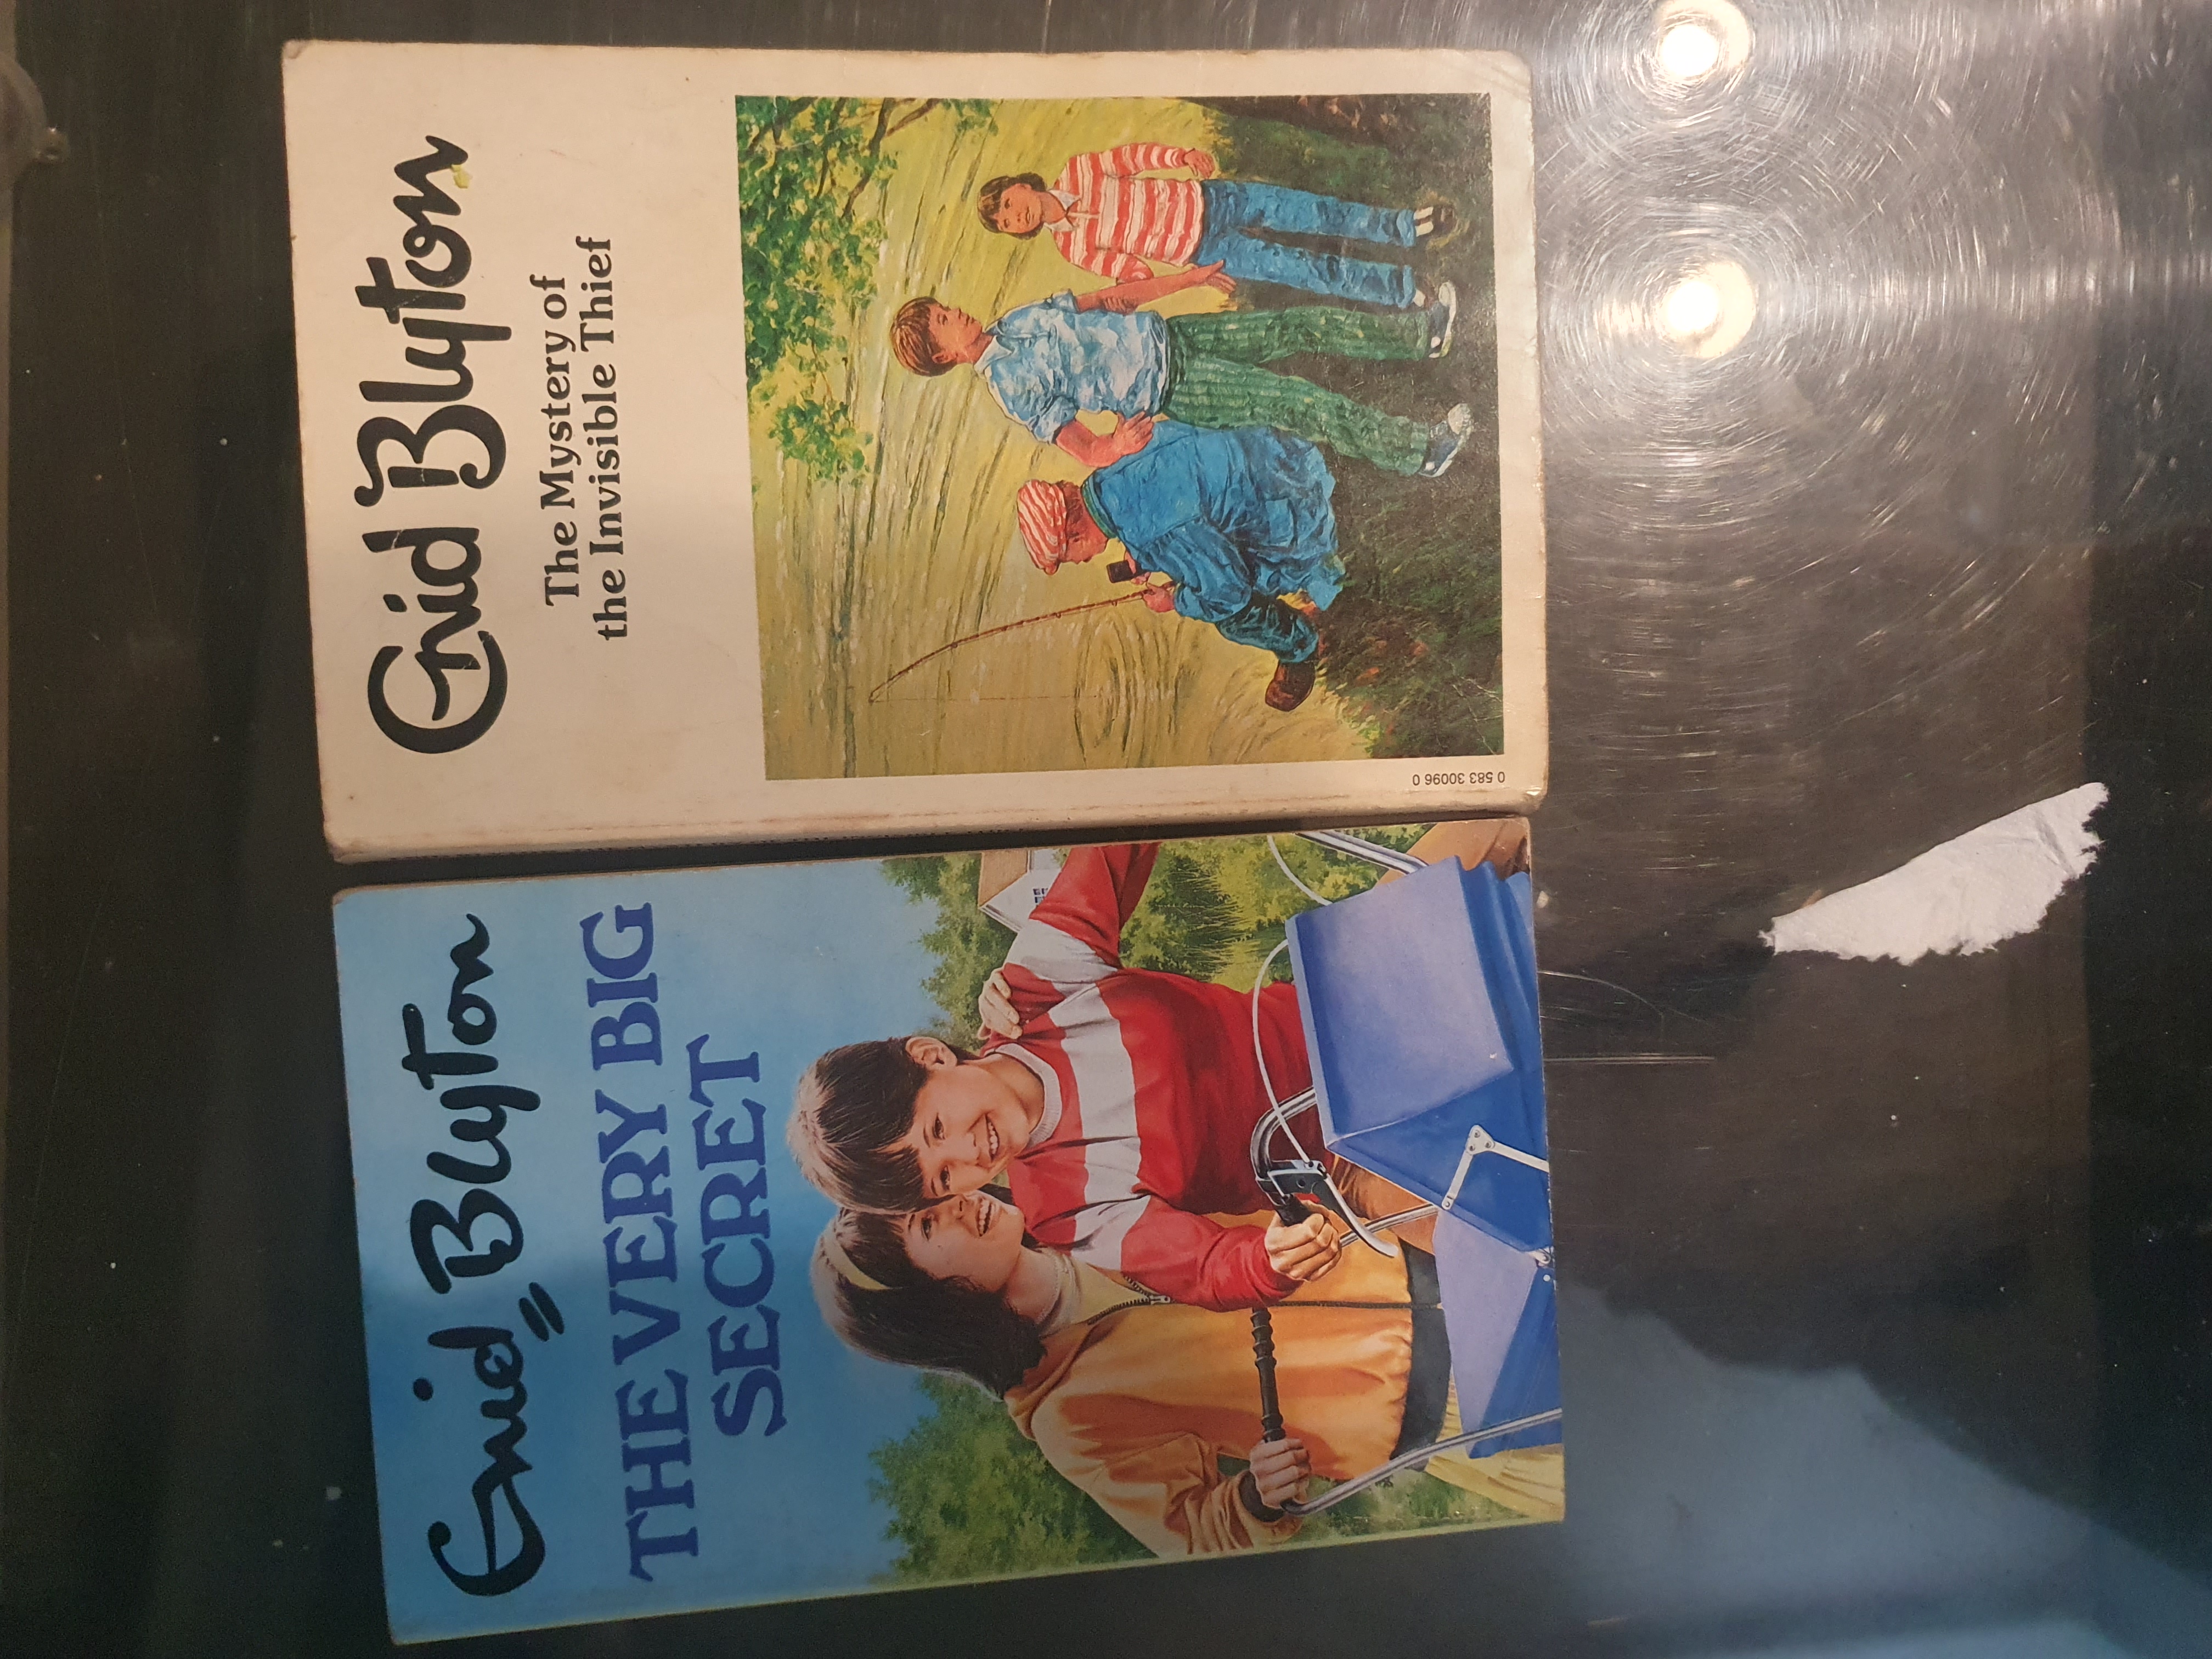 Enid Blyton
THE VERY BIG
SECRET
Enid Blyton
The Mystery of
the Invisible Thief
0 583 30096 0